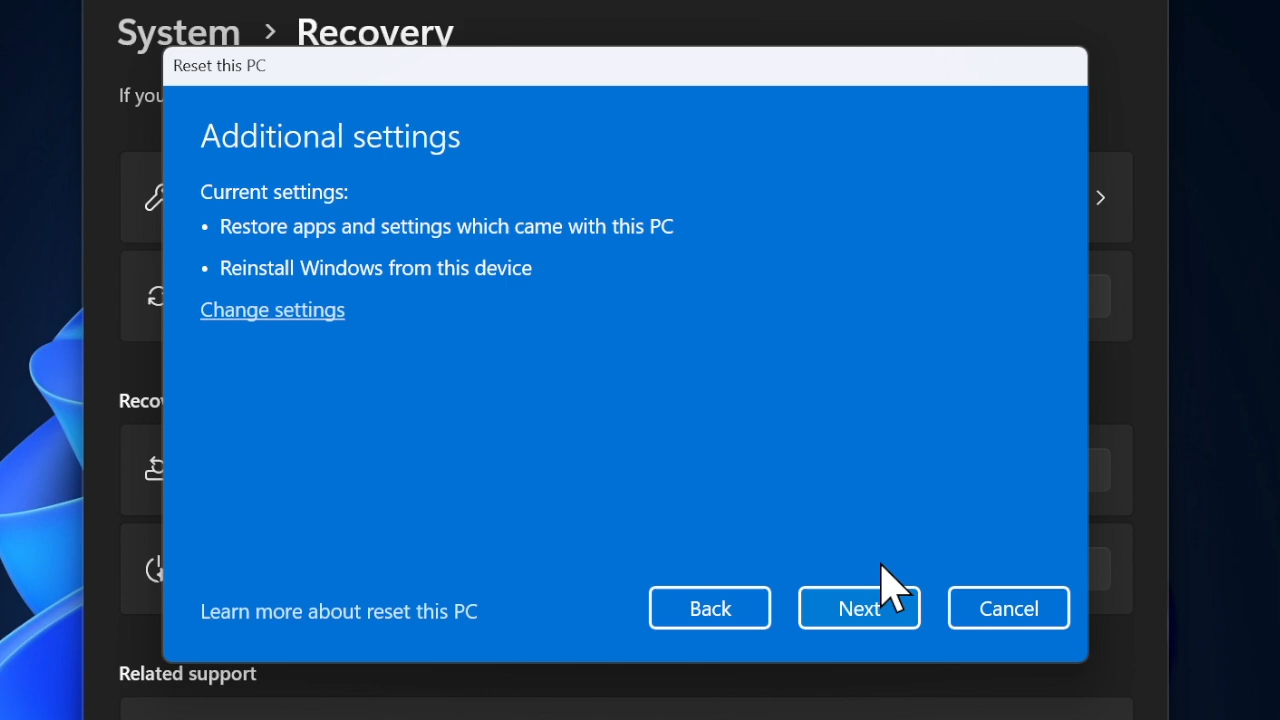 System > Recovery
Reset this PC
If you
Additional settings
Current settings:
• Restore apps and settings which came with this PC
• Reinstall Windows from this device
Change settings
Recov
Learn more about reset this PC
Back
Next
Cancel
Related support